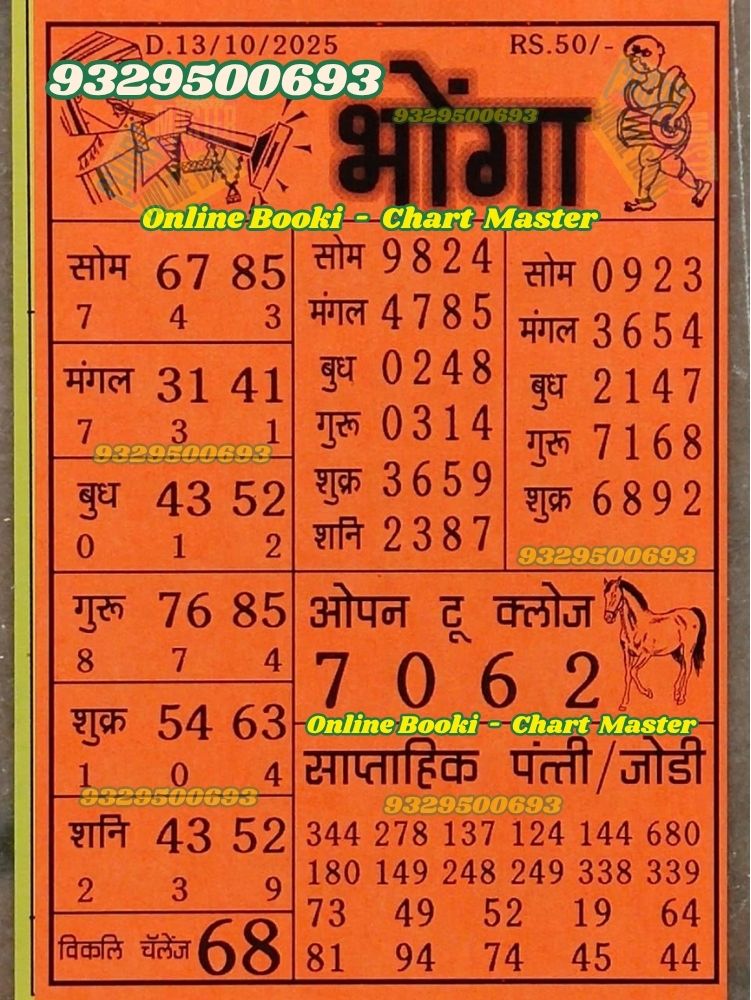 D.13/10/2025
RS.50/-
9329500693
9329500693
भोंगा
Online Booki - Chart Master
सोम 67 85
7 4 3
मंगल 31 41
7 3 1
9329500693
बुध 43 52
0 1 2
गुरू 76 85
8 7 4
शुक्र 54 63
1 0 4
9329500693
शनि 43 52
2 3 9
विकलि चॅलेंज 68
सोम 9824
मंगल 4785
बुध 0248
गुरू 0314
शुक्र 3659
शनि 2387
सोम 0923
मंगल 3654
बुध 2147
गुरू 7168
शुक्र 6892
9329500693
ओपन टू क्लोज
7 0 6 2
Online Booki - Chart Master
साप्ताहिक पंत्ती/जोडी
9329500693
344 278 137 124 144 680
180 149 248 249 338 339
73 49 52 19 64
81 94 74 45 44